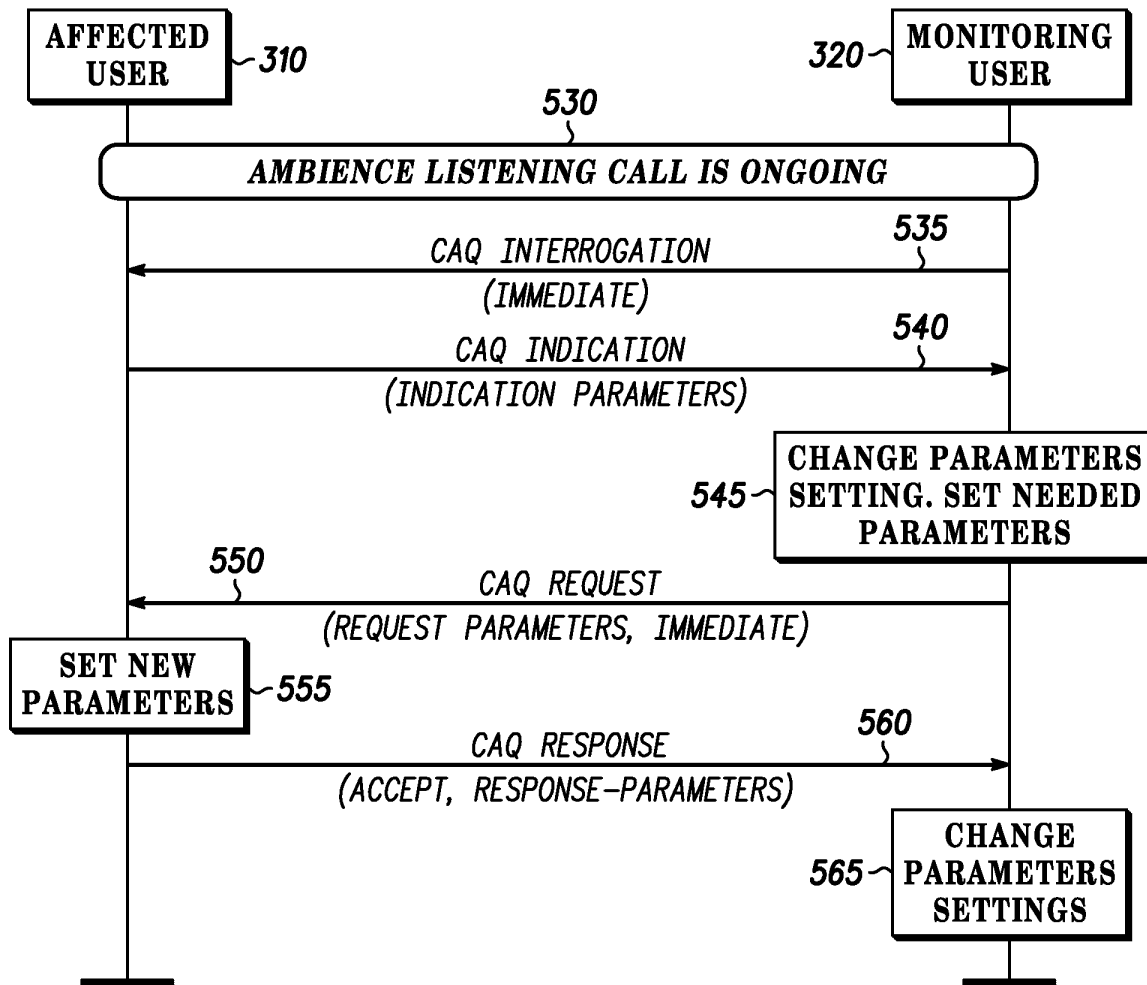 AFFECTED
USER
310
320
MONITORING
USER
530
AMBIENCE LISTENING CALL IS ONGOING
535
CAQ INTERROGATION
(IMMEDIATE)
540
CAQ INDICATION
(INDICATION PARAMETERS)
545
CHANGE PARAMETERS
SETTING. SET NEEDED
PARAMETERS
550
CAQ REQUEST
(REQUEST PARAMETERS, IMMEDIATE)
SET NEW
PARAMETERS
555
560
CAQ RESPONSE
(ACCEPT, RESPONSE-PARAMETERS)
565
CHANGE
PARAMETERS
SETTINGS